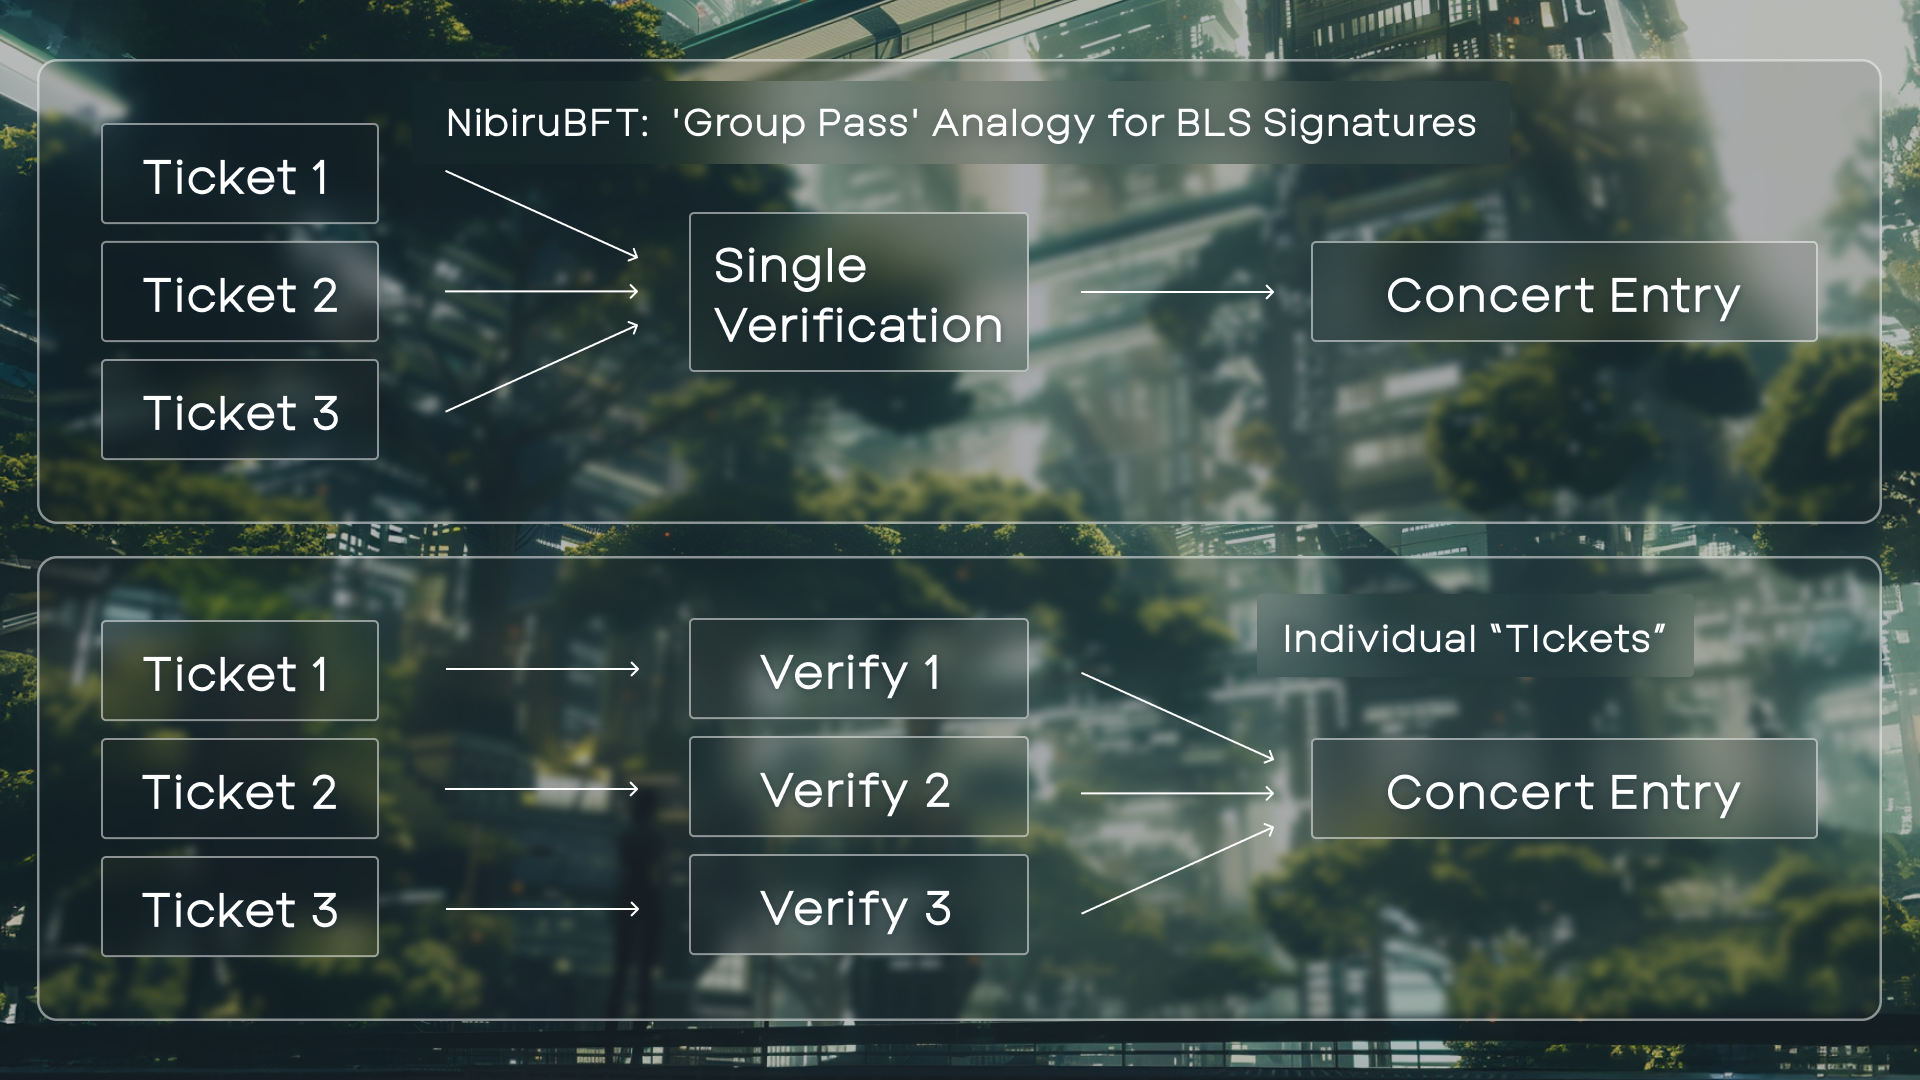 NibiruBFT: 'Group Pass' Analogy for BLS Signatures
Ticket 1
Ticket 2
Ticket 3
Single
Verification
Concert Entry
Individual “TIckets”
Ticket 1
Ticket 2
Ticket 3
Verify 1
Verify 2
Verify 3
Concert Entry